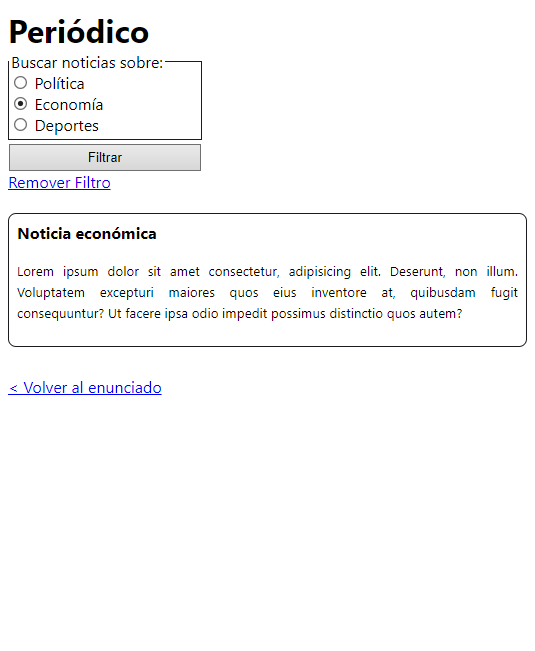 Periódico
Buscar noticias sobre:
Política
Economía
Deportes
Filtrar
Remover Filtro
Noticia económica
Lorem ipsum dolor sit amet consectetur, adipisicing elit. Deserunt, non illum.
Voluptatem excepturi maiores quos eius inventore at, quibusdam fugit
consequuntur? Ut facere ipsa odio impedit possimus distinctio quos autem?
< Volver al enunciado